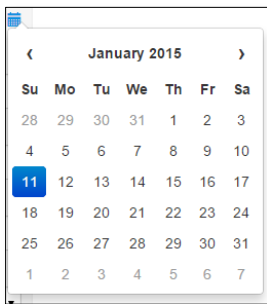 ‹ January 2015 ›
Su Mo Tu We Th Fr Sa
28 29 30 31 1 2 3
4 5 6 7 8 9 10
11 12 13 14 15 16 17
18 19 20 21 22 23 24
25 26 27 28 29 30 31
1 2 3 4 5 6 7